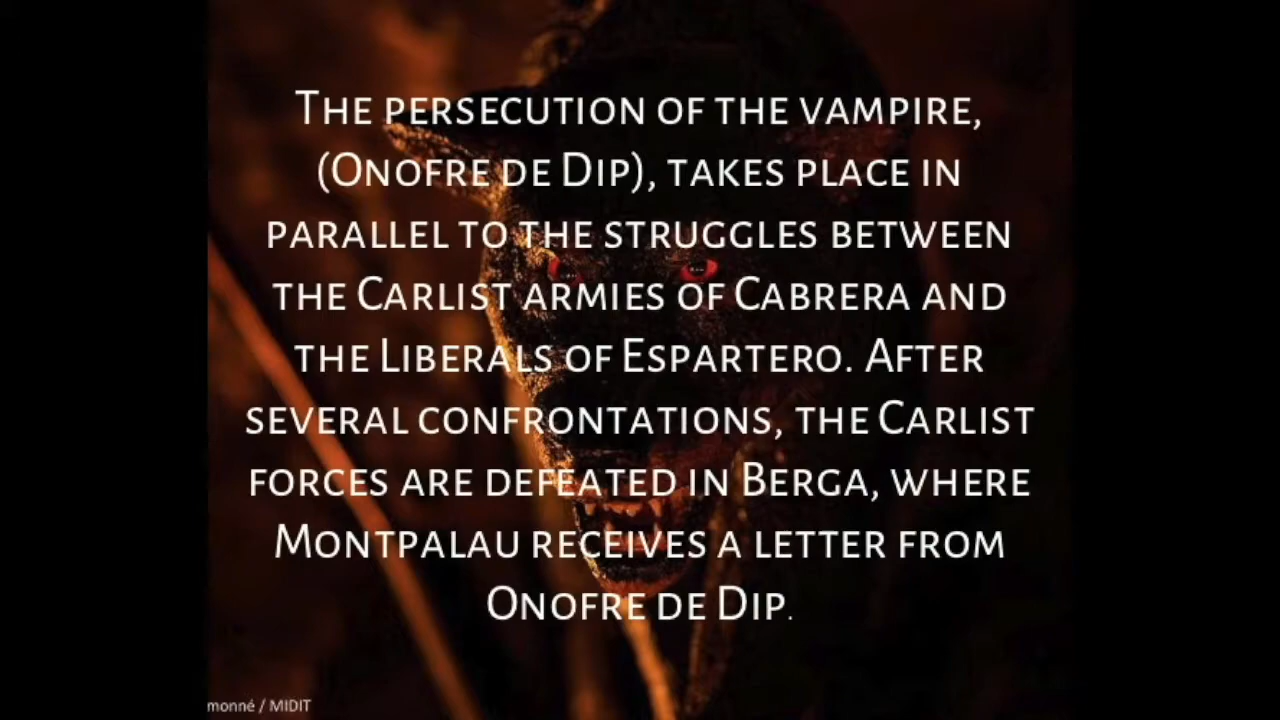 The persecution of the vampire,
(Onofre de Dip), takes place in
parallel to the struggles between
the Carlist armies of Cabrera and
the Liberals of Espartero. After
several confrontations, the Carlist
forces are defeated in Berga, where
Montpalau receives a letter from
Onofre de Dip.
monné / MIDIT